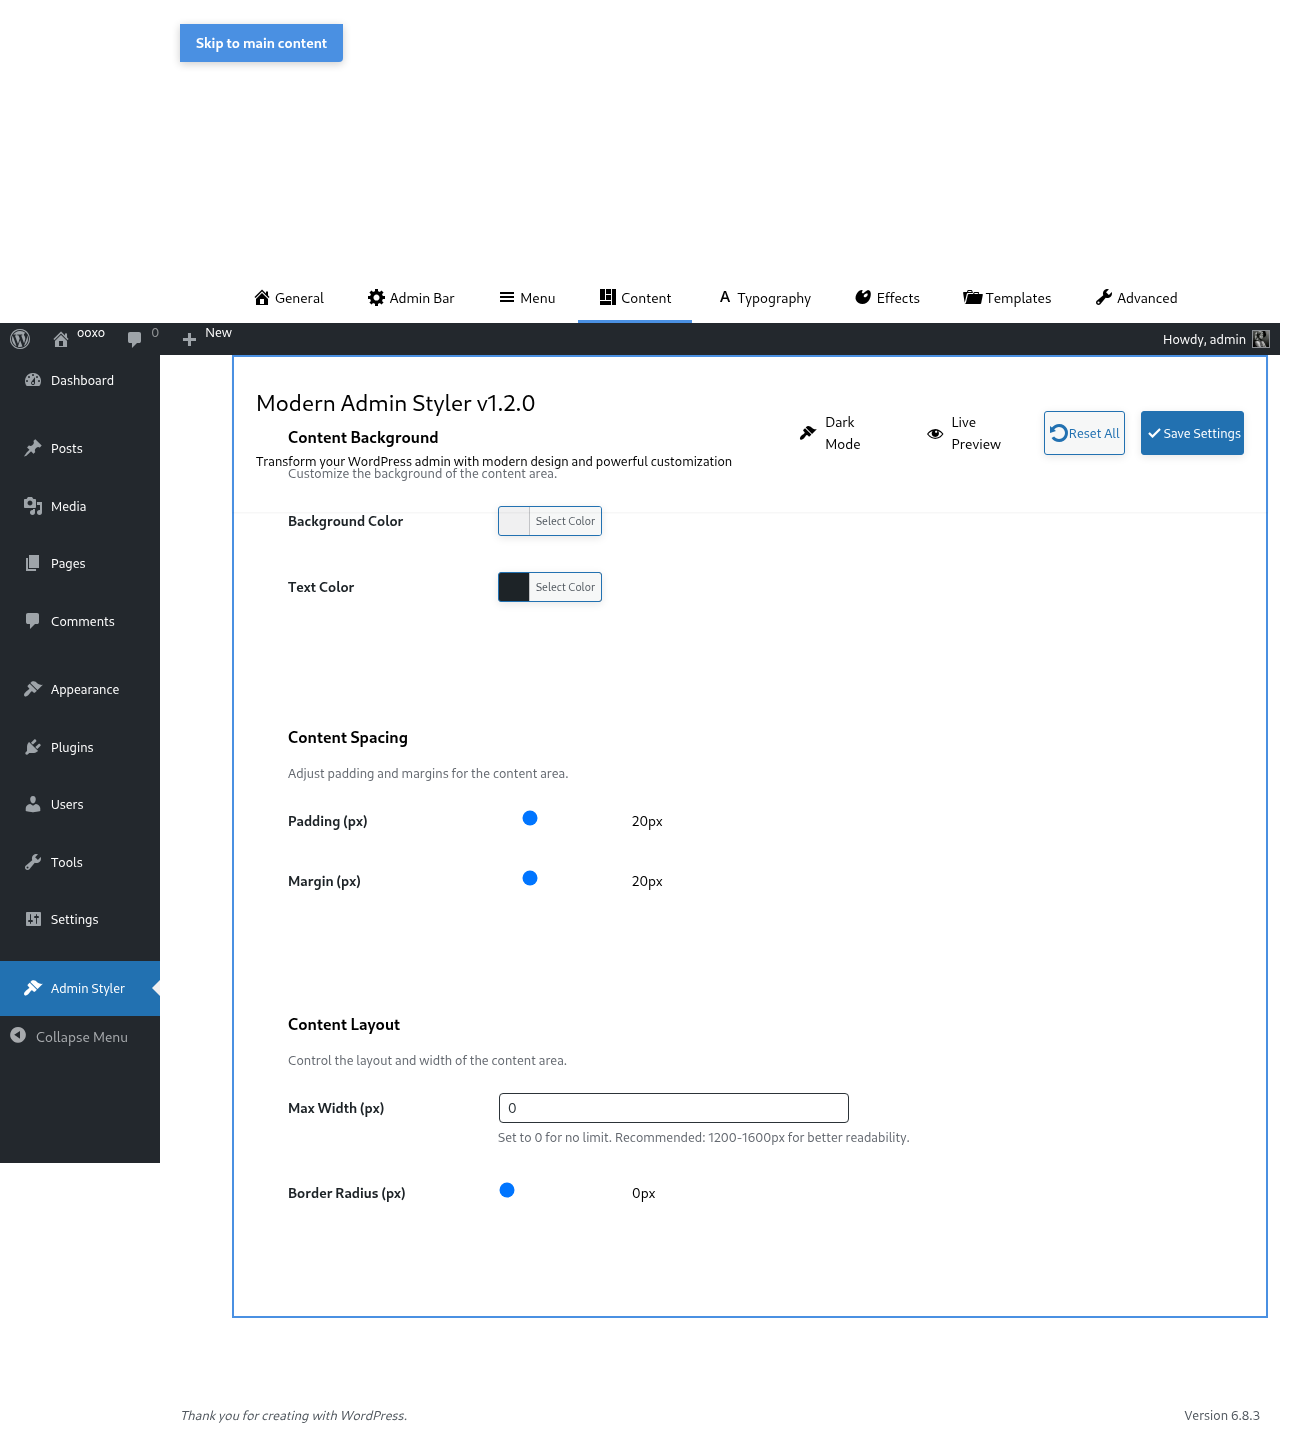 Skip to main content
General
Admin Bar
Menu
Content
Typography
Effects
Templates
Advanced
ooxo
0
New
Howdy, admin
Dashboard
Posts
Media
Pages
Comments
Appearance
Plugins
Users
Tools
Settings
Admin Styler
Collapse Menu
Modern Admin Styler v1.2.0
Content Background
Transform your WordPress admin with modern design and powerful customization
Customize the background of the content area.
Dark
Mode
Live
Preview
Reset All
Save Settings
Background Color
Select Color
Text Color
Select Color
Content Spacing
Adjust padding and margins for the content area.
Padding (px)
20px
Margin (px)
20px
Content Layout
Control the layout and width of the content area.
Max Width (px)
0
Set to 0 for no limit. Recommended: 1200-1600px for better readability.
Border Radius (px)
0px
Thank you for creating with WordPress.
Version 6.8.3